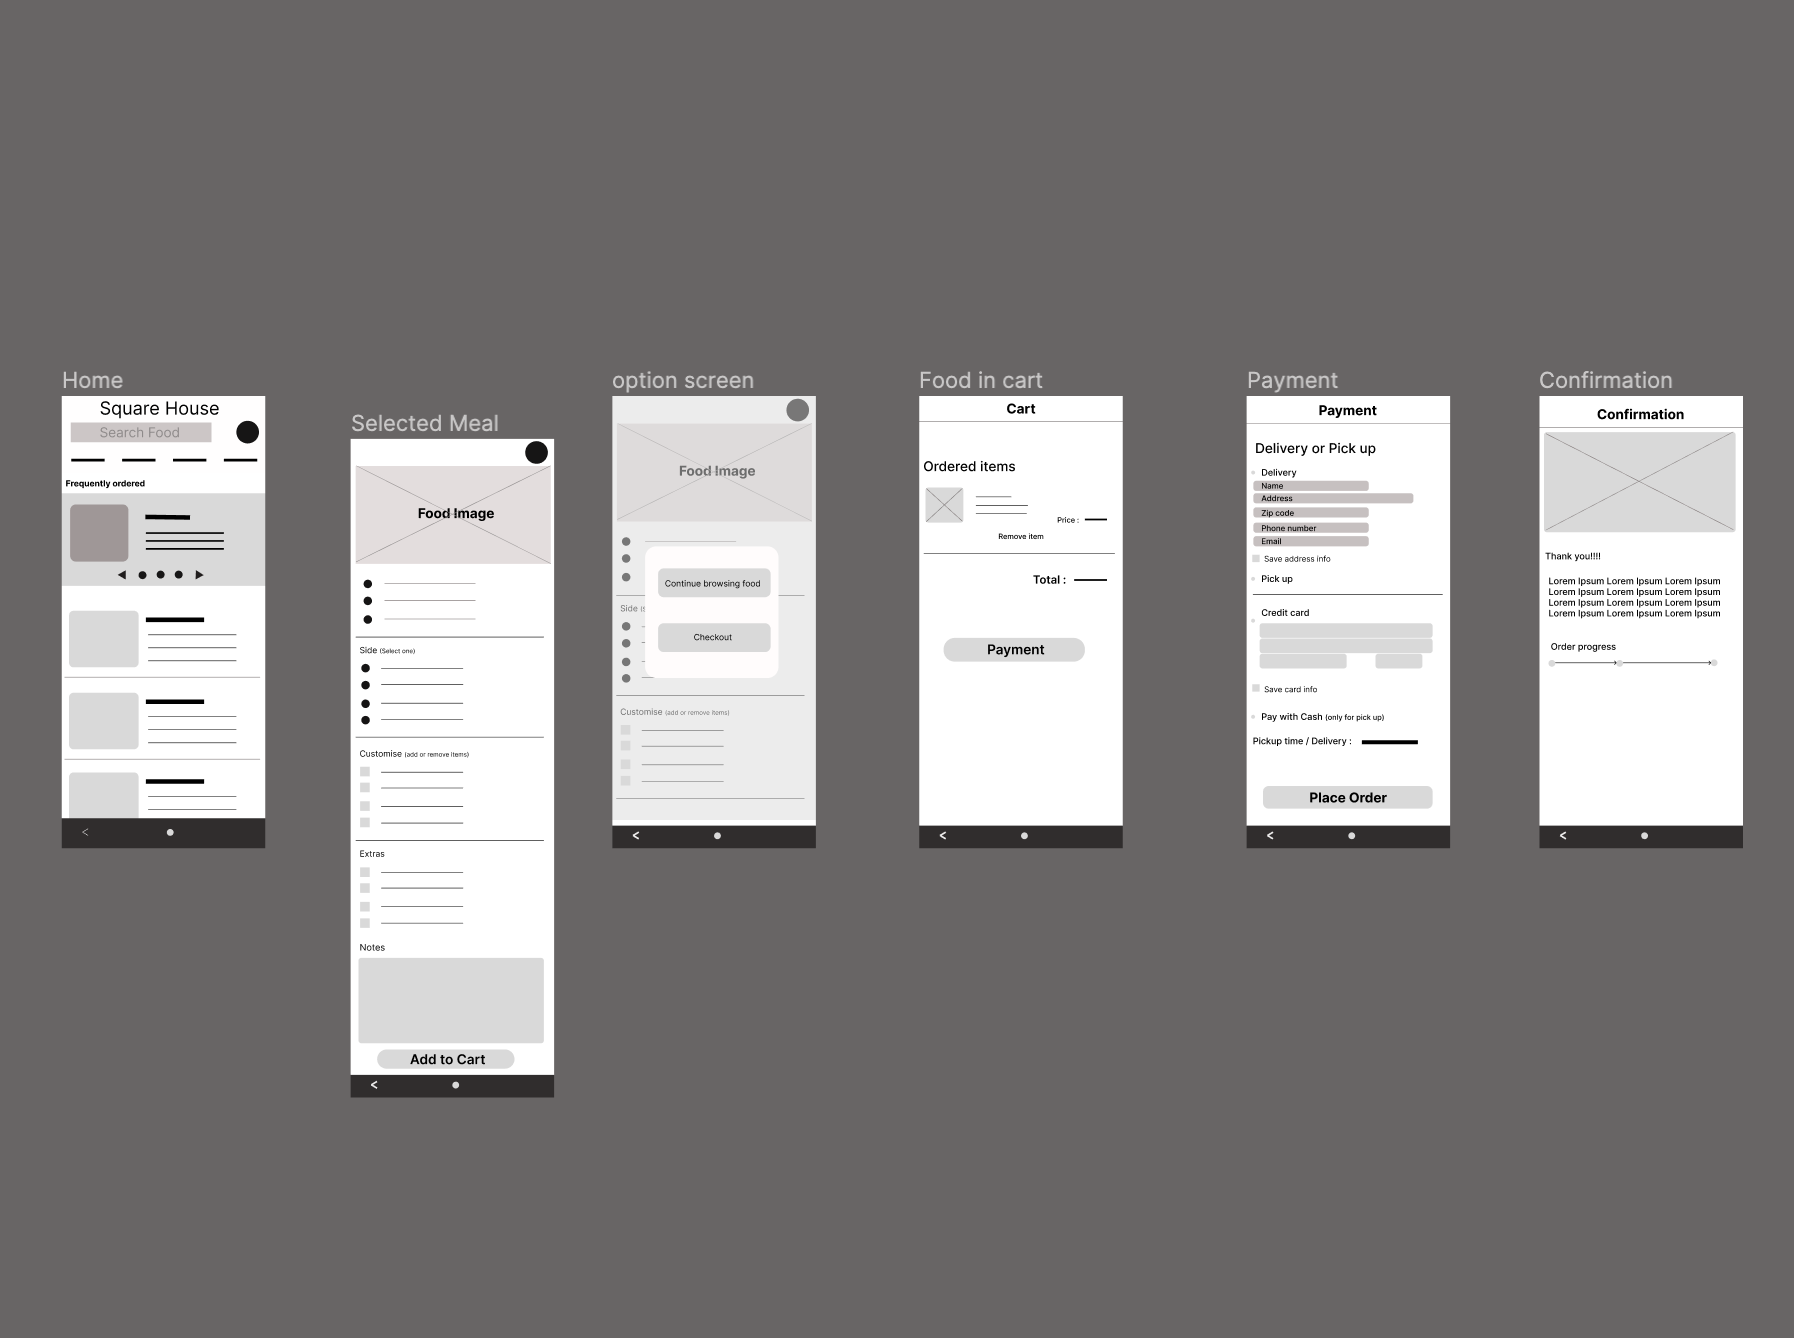 Home
Square House
Search Food
Frequently ordered
<
Selected Meal
Food Image
Side (Select one)
Customise (add or remove items)
Extras
Notes
Add to Cart
<
option screen
Food Image
Side (S
Continue browsing food
Checkout
Customise (add or remove items)
<
Food in cart
Cart
Ordered items
Price :
Remove item
Total :
Payment
<
Payment
Payment
Delivery or Pick up
Delivery
Name
Address
Zip code
Phone number
Email
Save address info
Pick up
Credit card
Save card info
Pay with Cash (only for pick up)
Pickup time / Delivery :
Place Order
<
Confirmation
Confirmation
Thank you!!!!
Lorem Ipsum Lorem Ipsum Lorem Ipsum
Lorem Ipsum Lorem Ipsum Lorem Ipsum
Lorem Ipsum Lorem Ipsum Lorem Ipsum
Lorem Ipsum Lorem Ipsum Lorem Ipsum
Order progress
<